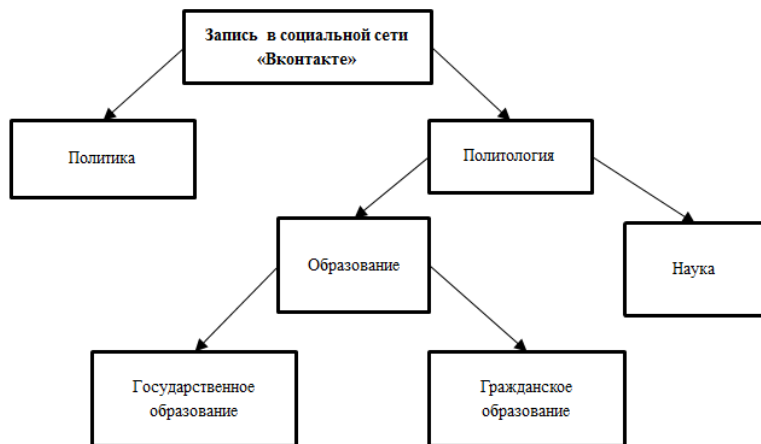 Запись в социальной сети
«Вконтакте»
Политика
Политология
Образование
Наука
Государственное
образование
Гражданское
образование